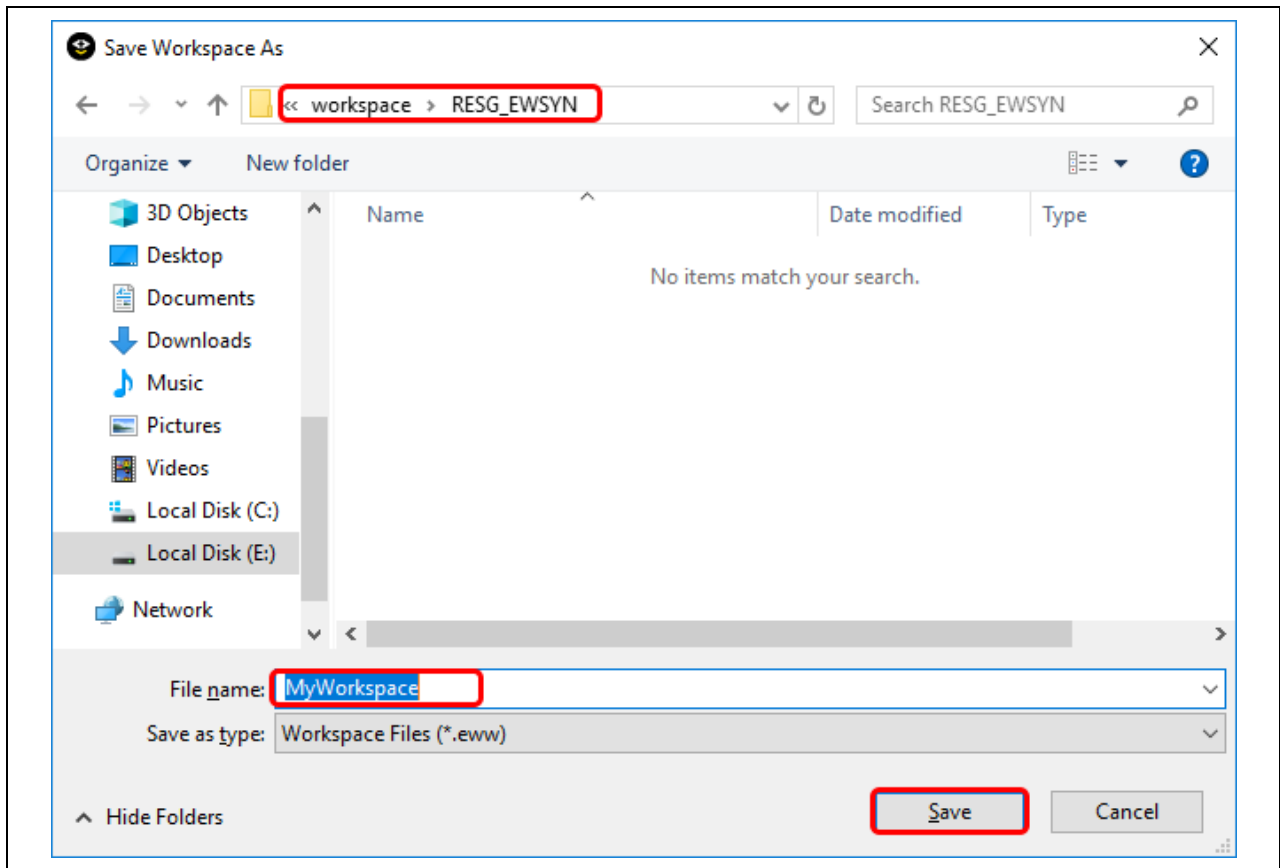 Save Workspace As
« workspace > RESG_EWSYN
Search RESG_EWSYN
Organize
New folder
Name
Date modified
Type
No items match your search.
3D Objects
Desktop
Documents
Downloads
Music
Pictures
Videos
Local Disk (C:)
Local Disk (E:)
Network
File name: MyWorkspace
Save as type: Workspace Files (*.eww)
Hide Folders
Save
Cancel